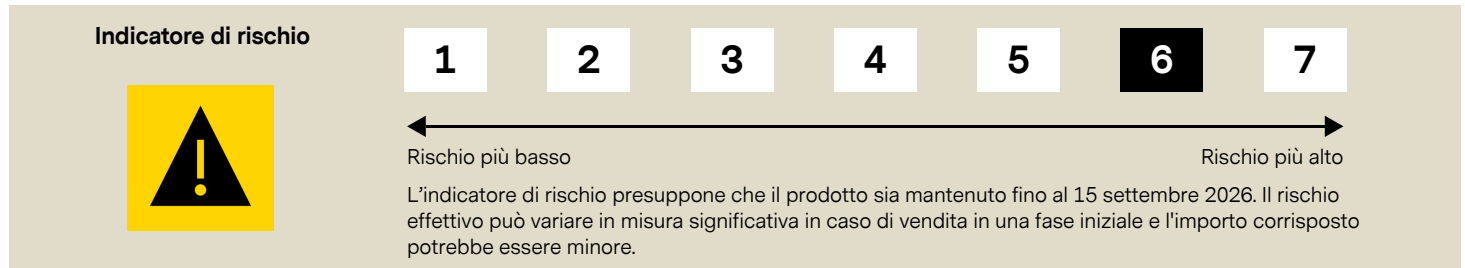 Indicatore di rischio
1 2 3 4 5 6 7
Rischio più basso Rischio più alto
L’indicatore di rischio presuppone che il prodotto sia mantenuto fino al 15 settembre 2026. Il rischio
effettivo può variare in misura significativa in caso di vendita in una fase iniziale e l'importo corrisposto
potrebbe essere minore.